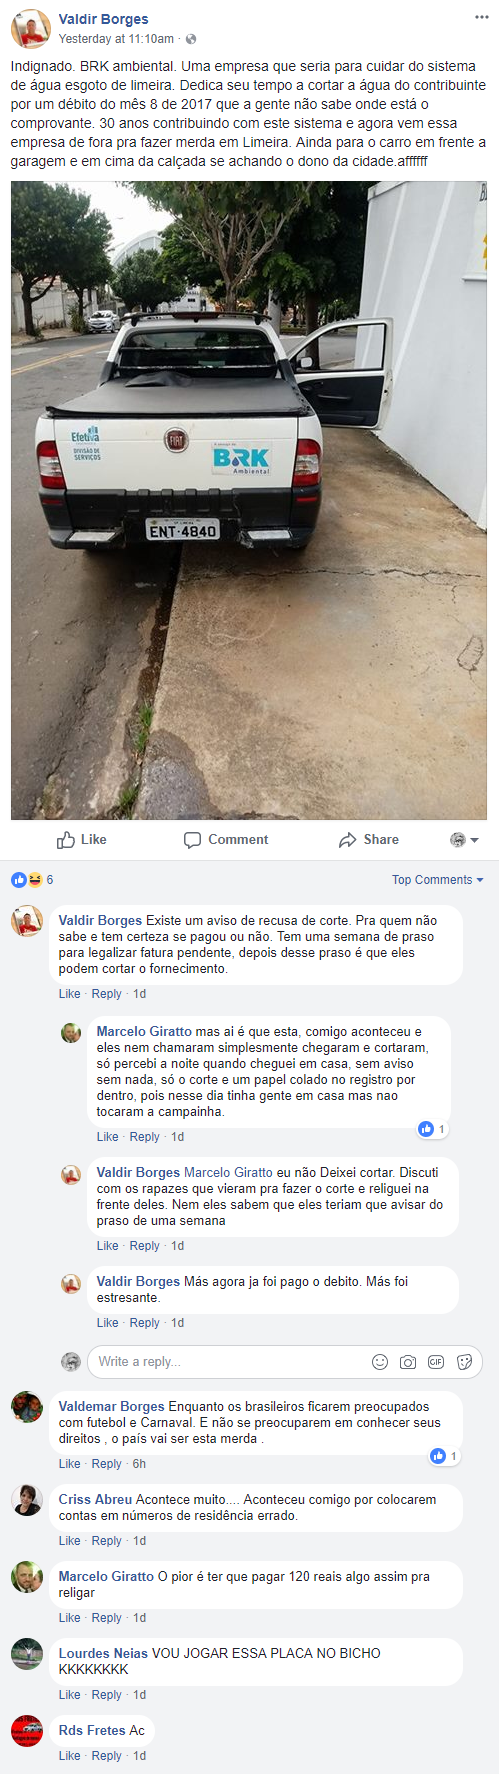 Valdir Borges
Yesterday at 11:10am ·
Indignado. BRK ambiental. Uma empresa que seria para cuidar do sistema
de água esgoto de limeira. Dedica seu tempo a cortar a água do contribuinte
por um débito do mês 8 de 2017 que a gente não sabe onde está o
comprovante. 30 anos contribuindo com este sistema e agora vem essa
empresa de fora pra fazer merda em Limeira. Ainda para o carro em frente a
garagem e em cima da calçada se achando o dono da cidade.affffff
Efetiva
DIVISÃO DE
SERVIÇOS
FIAT
A serviço da
BRK
Ambiental
ENT-4840
Like Comment Share
6 Top Comments
Valdir Borges Existe um aviso de recusa de corte. Pra quem não
sabe e tem certeza se pagou ou não. Tem uma semana de praso
para legalizar fatura pendente, depois desse praso é que eles
podem cortar o fornecimento.
Like · Reply · 1d
Marcelo Giratto mas ai é que esta, comigo aconteceu e
eles nem chamaram simplesmente chegaram e cortaram,
só percebi a noite quando cheguei em casa, sem aviso
sem nada, só o corte e um papel colado no registro por
dentro, pois nesse dia tinha gente em casa mas nao
tocaram a campainha.
1
Like · Reply · 1d
Valdir Borges Marcelo Giratto eu não Deixei cortar. Discuti
com os rapazes que vieram pra fazer o corte e religuei na
frente deles. Nem eles sabem que eles teriam que avisar do
praso de uma semana
Like · Reply · 1d
Valdir Borges Más agora ja foi pago o debito. Más foi
estresante.
Like · Reply · 1d
Write a reply...
GIF
Valdemar Borges Enquanto os brasileiros ficarem preocupados
com futebol e Carnaval. E não se preocuparem em conhecer seus
direitos , o país vai ser esta merda .
1
Like · Reply · 6h
Criss Abreu Acontece muito.... Aconteceu comigo por colocarem
contas em números de residência errado.
Like · Reply · 1d
Marcelo Giratto O pior é ter que pagar 120 reais algo assim pra
religar
Like · Reply · 1d
Lourdes Neias VOU JOGAR ESSA PLACA NO BICHO
KKKKKKKK
Like · Reply · 1d
Rds Fretes Ac
Like · Reply · 1d